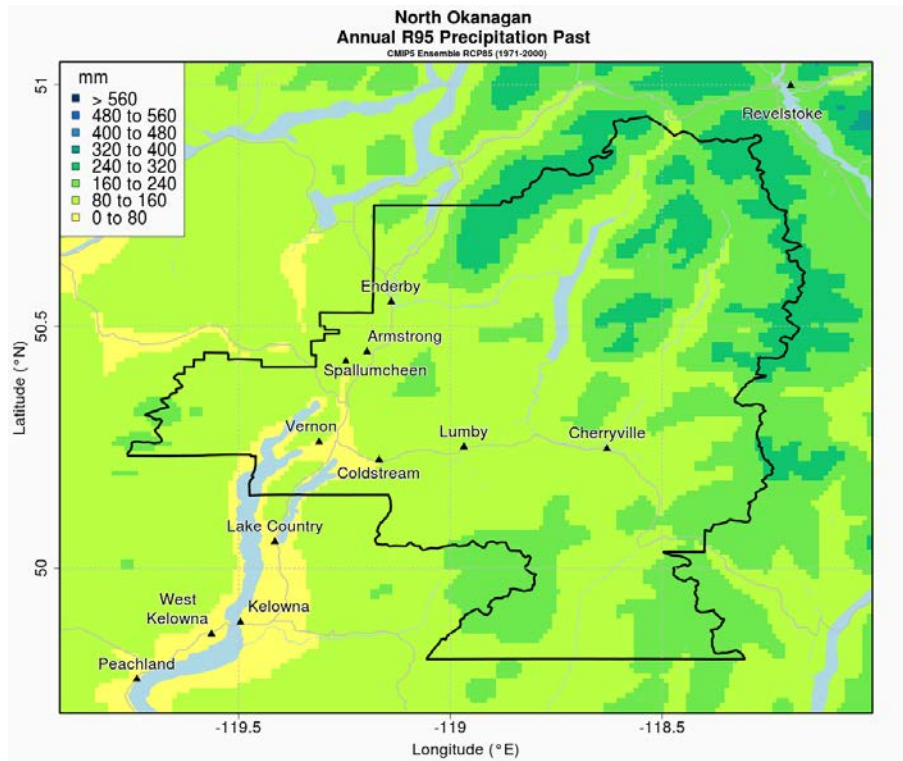 North Okanagan
Annual R95 Precipitation Past
CMIP5 Ensemble RCP85 (1971-2000)
mm
> 560
480 to 560
400 to 480
320 to 400
240 to 320
160 to 240
80 to 160
0 to 80
51
Revelstoke
Enderby
50.5
Armstrong
Spallumcheen
Vernon
Lumby
Cherryville
Coldstream
Lake Country
50
West
Kelowna
Kelowna
Peachland
-119.5
-119
-118.5
Latitude (°N)
Longitude (°E)